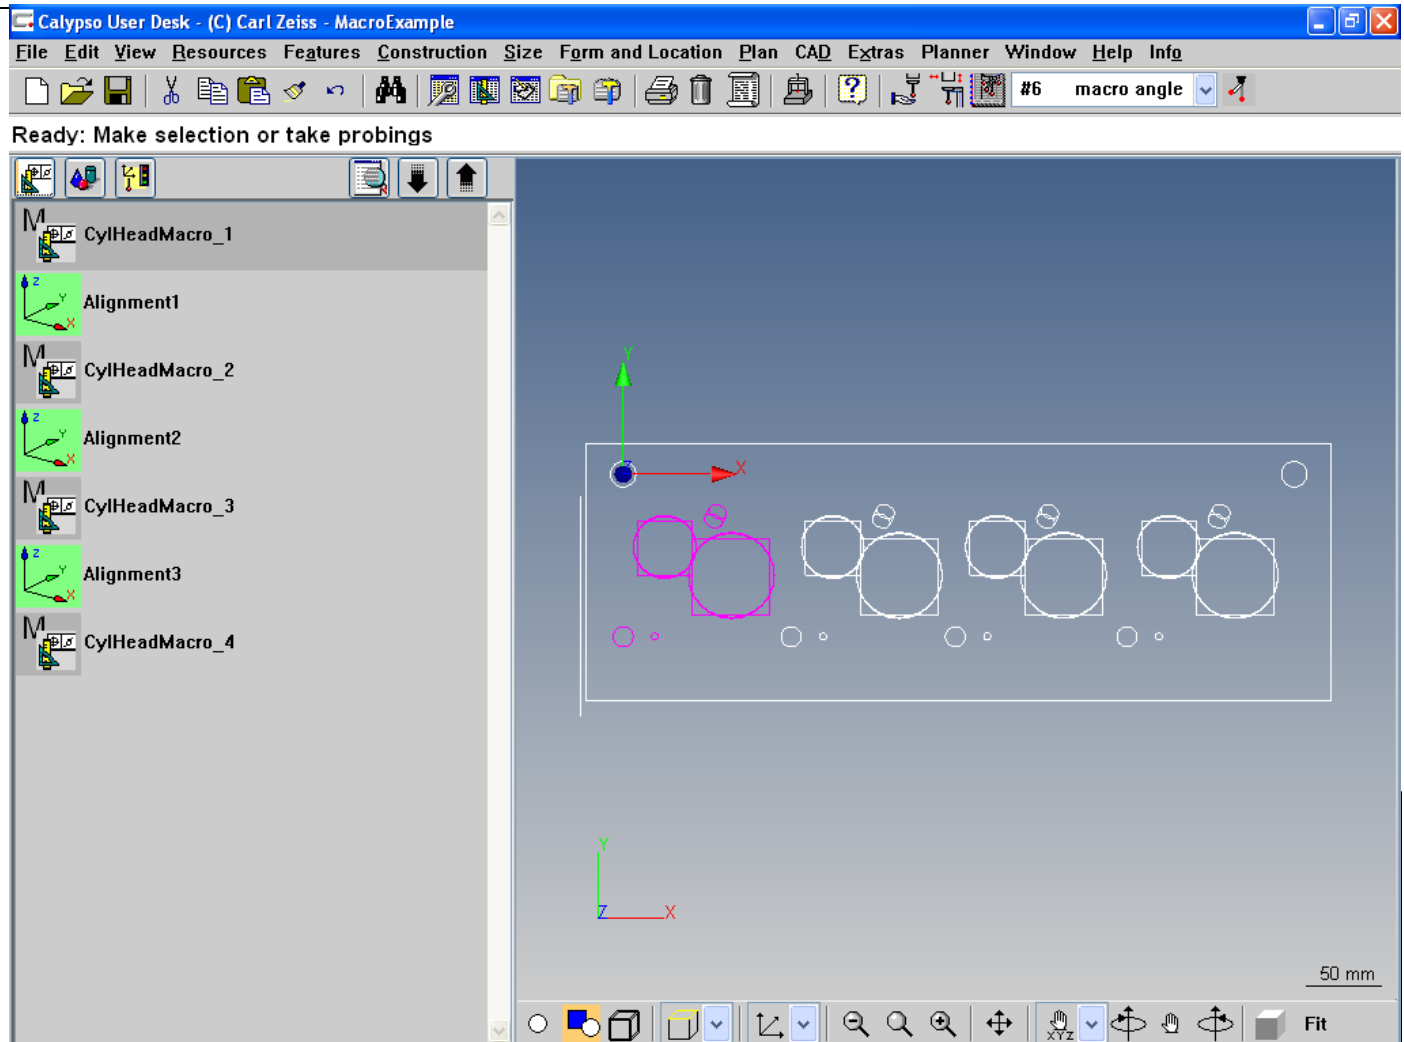 Calypso User Desk - (C) Carl Zeiss - MacroExample
File Edit View Resources Features Construction Size Form and Location Plan CAD Extras Planner Window Help Info
#6 macro angle
Ready: Make selection or take probings
M
CylHeadMacro_1
Z
Y
X
Alignment1
M
CylHeadMacro_2
Z
Y
X
Alignment2
M
CylHeadMacro_3
Z
Y
X
Alignment3
M
CylHeadMacro_4
Y
Z
X
Y
Z
X
50 mm
XYZ
Fit